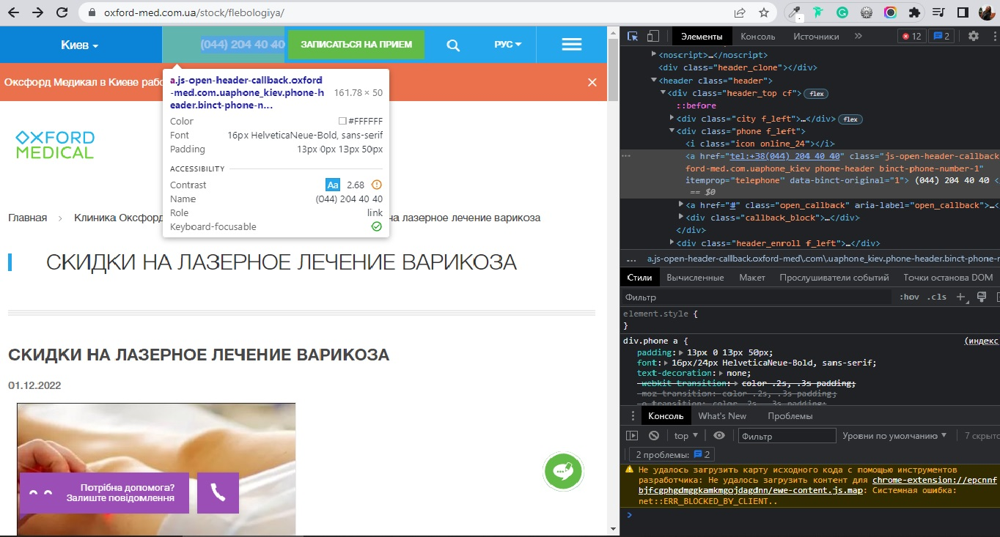 oxford-med.com.ua/stock/flebologiya/
Киев
(044) 204 40 40
ЗАПИСАТЬСЯ НА ПРИЕМ
РУС
Оксфорд Медикал в Киеве
a.js-open-header-callback.oxford
-med.com.uaphone_kiev.phone-h
eader.binct-phone-n...
161.78 × 50
Color #FFFFFF
Font 16px HelveticaNeue-Bold, sans-serif
Padding 13px 0px 13px 50px
ACCESSIBILITY
Contrast Aa 2.68
Name (044) 204 40 40
Role link
Keyboard-focusable
OXFORD
MEDICAL
Главная > Клиника Оксфорд на лазерное лечение варикоза
СКИДКИ НА ЛАЗЕРНОЕ ЛЕЧЕНИЕ ВАРИКОЗА
СКИДКИ НА ЛАЗЕРНОЕ ЛЕЧЕНИЕ ВАРИКОЗА
01.12.2022
Потрібна допомога?
Залиште повідомлення
Элементы Консоль Источники » 12 2
<noscript>…</noscript>
<div class="header_clone"></div>
<header class="header">
<div class="header_top cf"> flex
::before
<div class="city f_left">…</div> flex
<div class="phone f_left">
<i class="icon online_24"></i>
<a href="tel:+38(044) 204 40 40" class="js-open-header-callback
ford-med.com.uaphone_kiev phone-header binct-phone-number-1"
itemprop="telephone" data-binct-original="1"> (044) 204 40 40 <
== $0
<a href="#" class="open_callback" aria-label="open_callback">…<
<div class="callback_block">…</div>
</div>
<div class="header_enroll f_left">…</div>
... a.js-open-header-callback.oxford-med\.com\.uaphone_kiev.phone-header.binct-phone-
Стили Вычисленные Макет Прослушиватели событий Точки останова DOM
Фильтр :hov .cls +
element.style {
}
div.phone a { (индекс
padding: 13px 0 13px 50px;
font: 16px/24px HelveticaNeue-Bold, sans-serif;
text-decoration: none;
-webkit-transition: color .2s, .3s padding;
-moz-transition: color .2s, .3s padding;
-o-transition: color .2s, .3s padding;
Консоль What's New Проблемы
top Фильтр Уровни по умолчанию 7 скрыто
2 проблемы: 2
Не удалось загрузить карту исходного кода с помощью инструментов
разработчика: Не удалось загрузить контент для chrome-extension://epcnnf
bjfcgphgdmggkamkmgojdagdnn/ewe-content.js.map: Системная ошибка:
net::ERR_BLOCKED_BY_CLIENT..
>